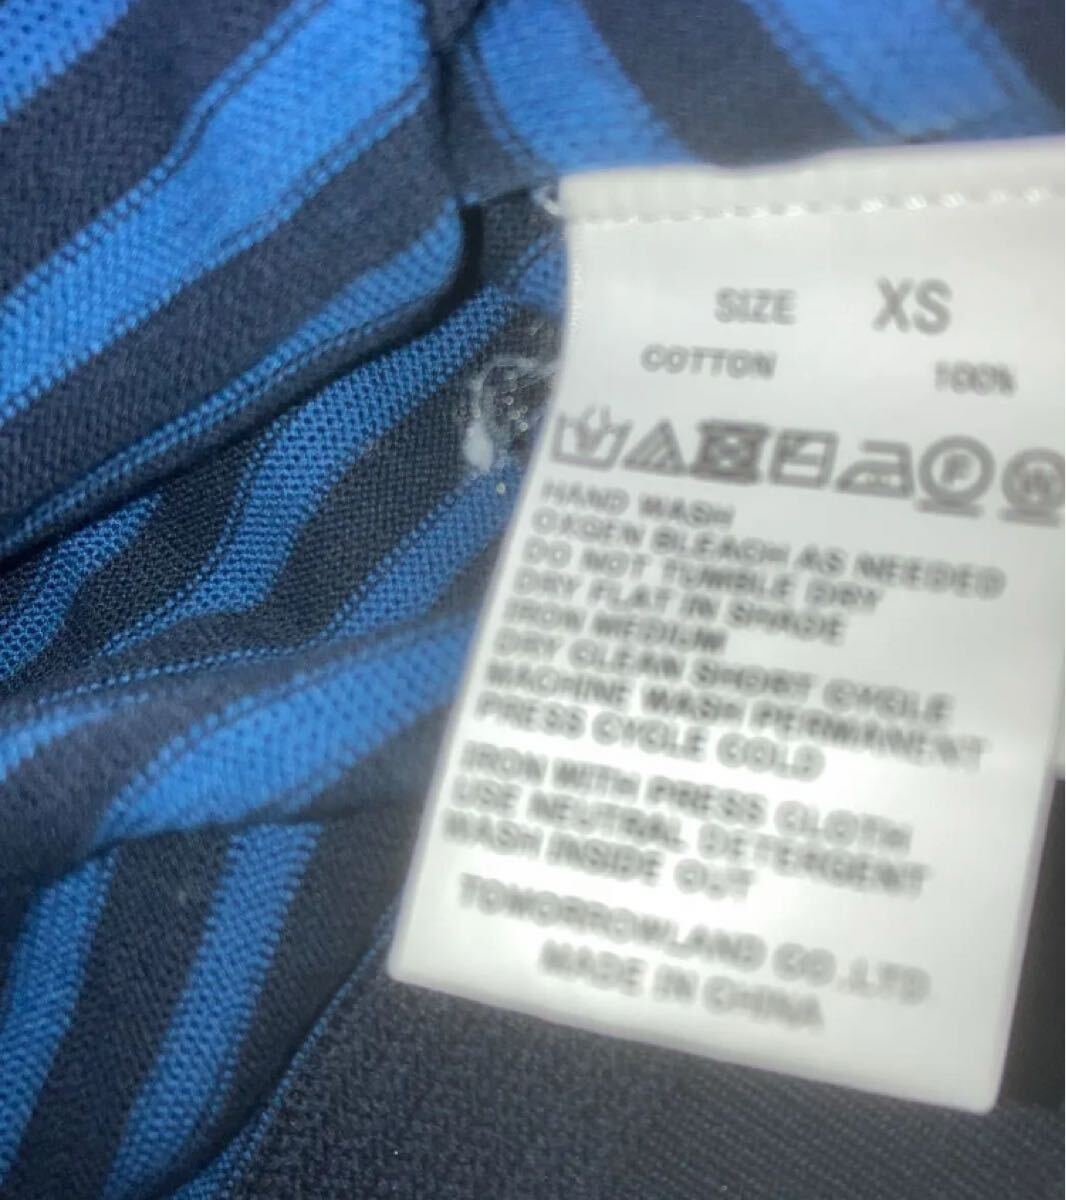 SIZE XS
COTTON 100%
F W
HAND WASH
OXGEN BLEACH AS NEEDED
DO NOT TUMBLE DRY
DRY FLAT IN SHADE
IRON MEDIUM
DRY CLEAN SHORT CYCLE
MACHINE WASH PERMANENT
PRESS CYCLE COLD
IRON WITH PRESS CLOTH
USE NEUTRAL DETERGENT
WASH INSIDE OUT
TOMORROWLAND CO.,LTD
MADE IN CHINA